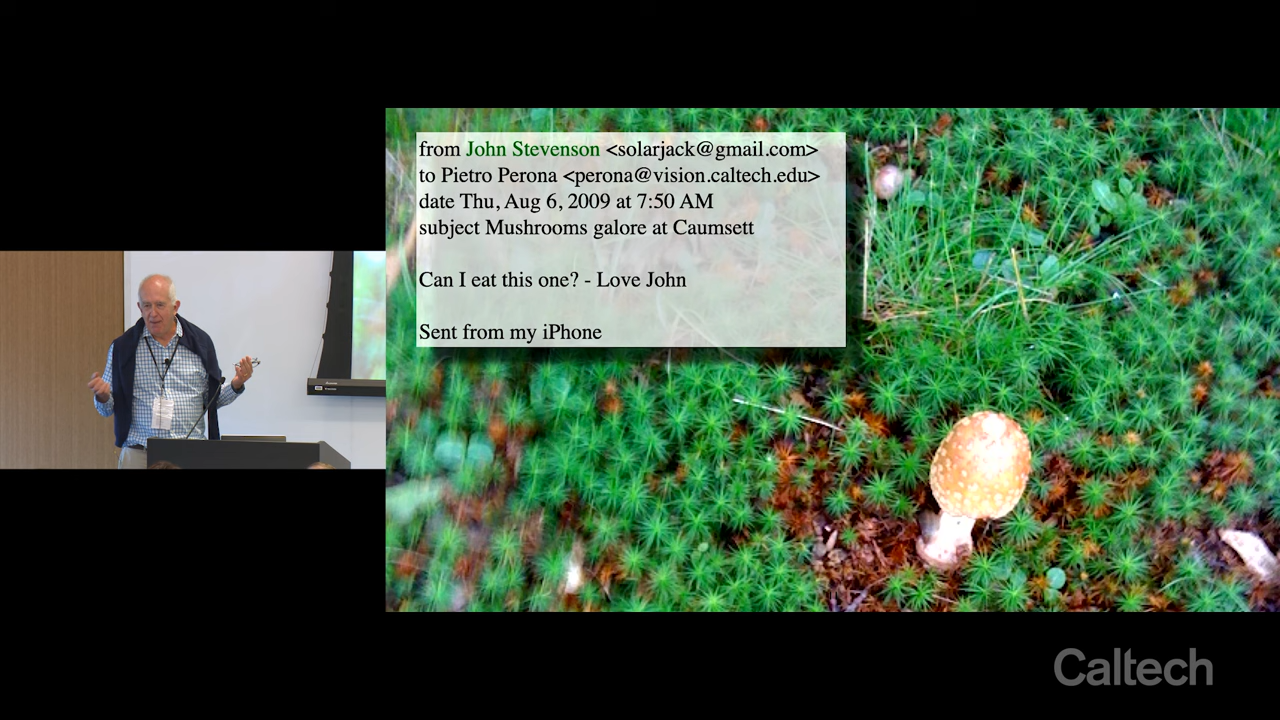 from John Stevenson <solarjack@gmail.com>
to Pietro Perona <perona@vision.caltech.edu>
date Thu, Aug 6, 2009 at 7:50 AM
subject Mushrooms galore at Caumsett
Can I eat this one? - Love John
Sent from my iPhone
Caltech